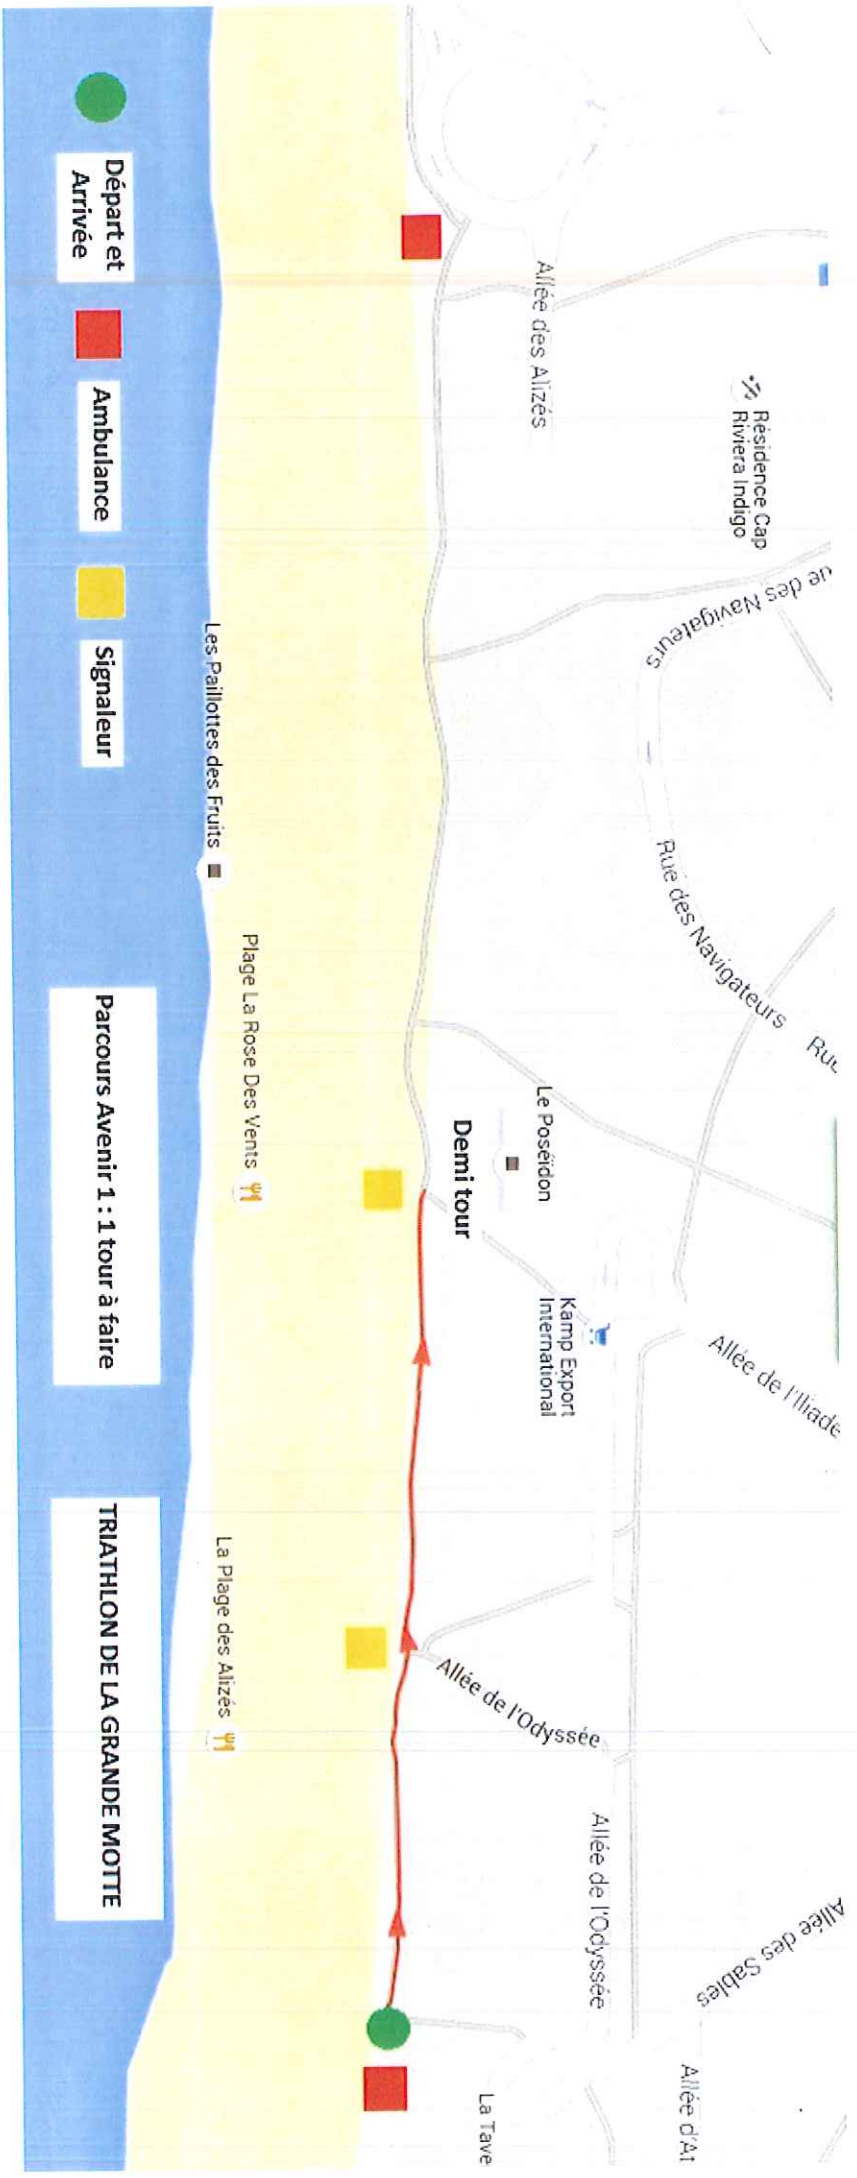 Allée des Alizés
Résidence Cap
Riviera Indigo
ue des Navigateurs
Rue des Navigateurs
Rue
Le Poséidon
Demi tour
Kamp Export
International
Allée de l'Iliade
Allée de l'Odyssée
Allée de l'Odyssée
Allée des Sables
Allée d'At
La Tave
Les Paillottes des Fruits
Plage La Rose Des Vents
La Plage des Alizés
Départ et
Arrivée
Ambulance
Signaleur
Parcours Avenir 1 : 1 tour à faire
TRIATHLON DE LA GRANDE MOTTE